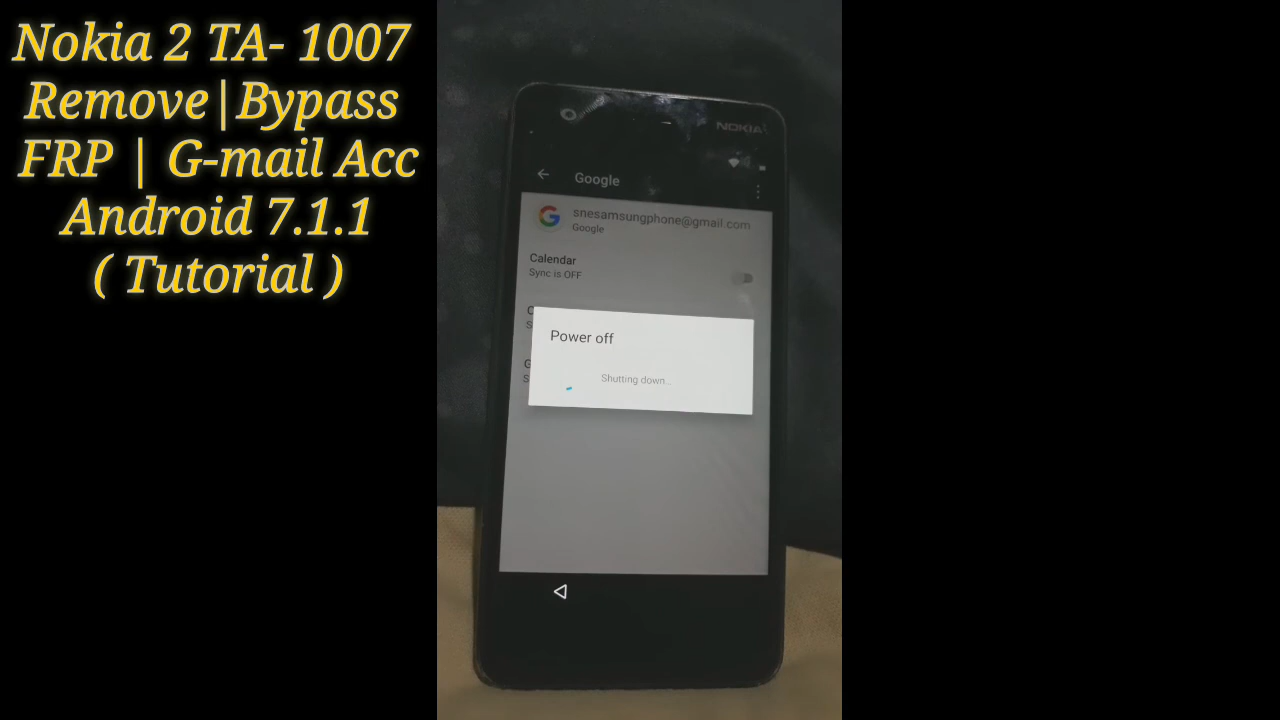 Nokia 2 TA- 1007
Remove|Bypass
FRP | G-mail Acc
Android 7.1.1
( Tutorial )
NOKIA
Google
snesamsungphone@gmail.com
Google
Calendar
Sync is OFF
Power off
Shutting down...